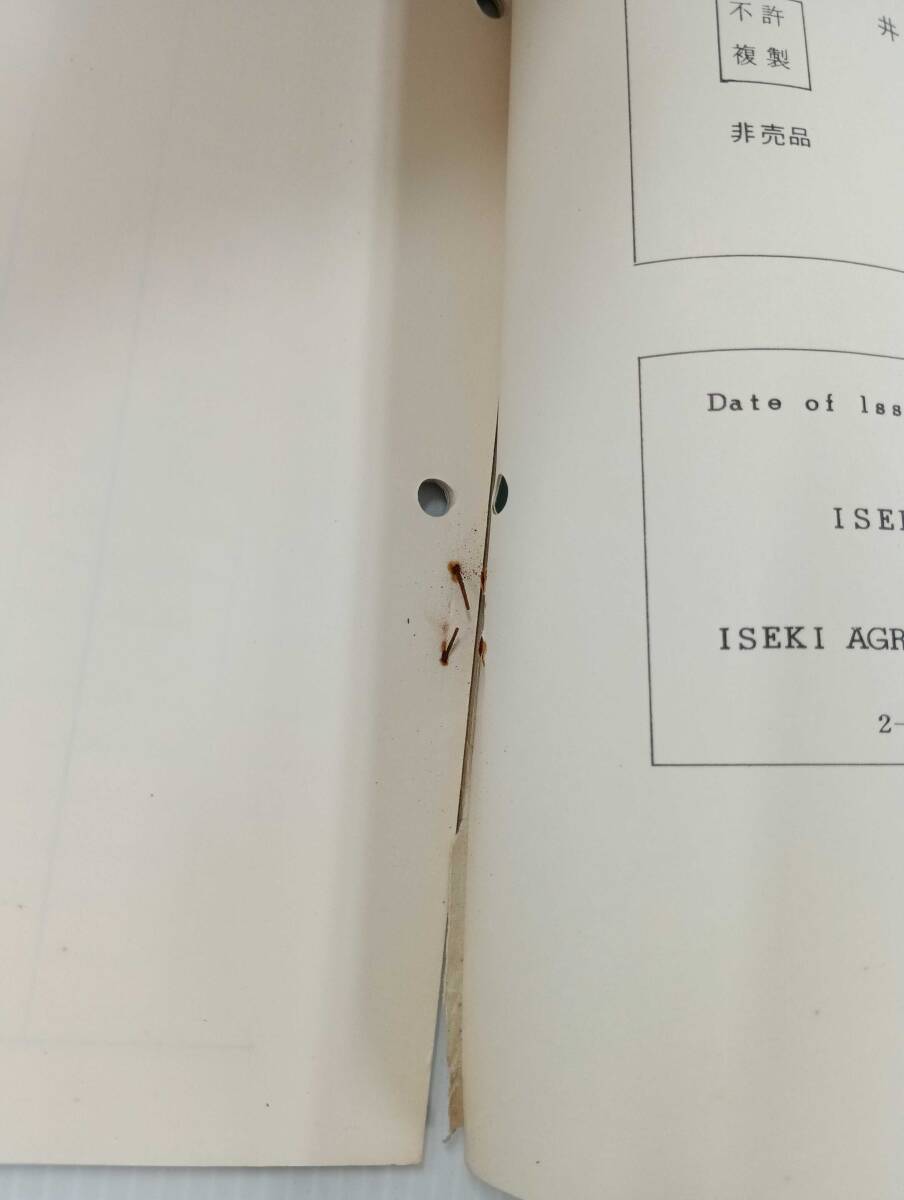 不許
複製
井
非売品
Date of Iss
ISE
ISEKI AGR
2-